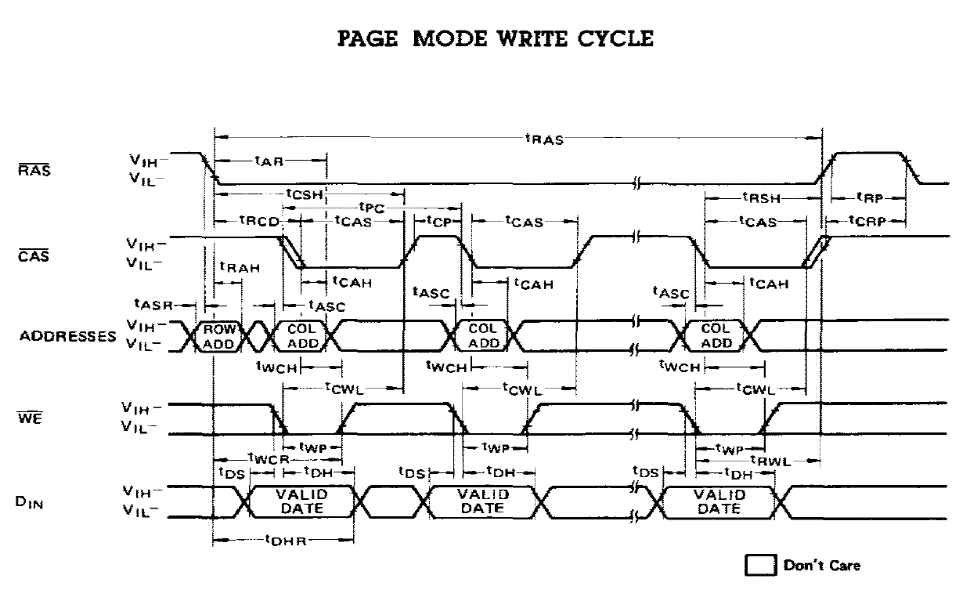 PAGE MODE WRITE CYCLE
tRAS
RAS VIH VIL
tAR
tCSH
tRSH
tRP
tPC
tRCD tCAS tCP tCAS tCAS tCRP
CAS VIH VIL
tRAH
tCAH tCAH tCAH
tASR tASC tASC tASC
ADDRESSES VIH VIL
ROW ADD COL ADD COL ADD COL ADD
tWCH tWCH tWCH
tCWL tCWL tCWL
WE VIH VIL
tWP tWP tWP
tWCR tRWL
tDS tDH tDS tDH tDS tDH
DIN VIH VIL
VALID DATE VALID DATE VALID DATE
tDHR
Don't Care